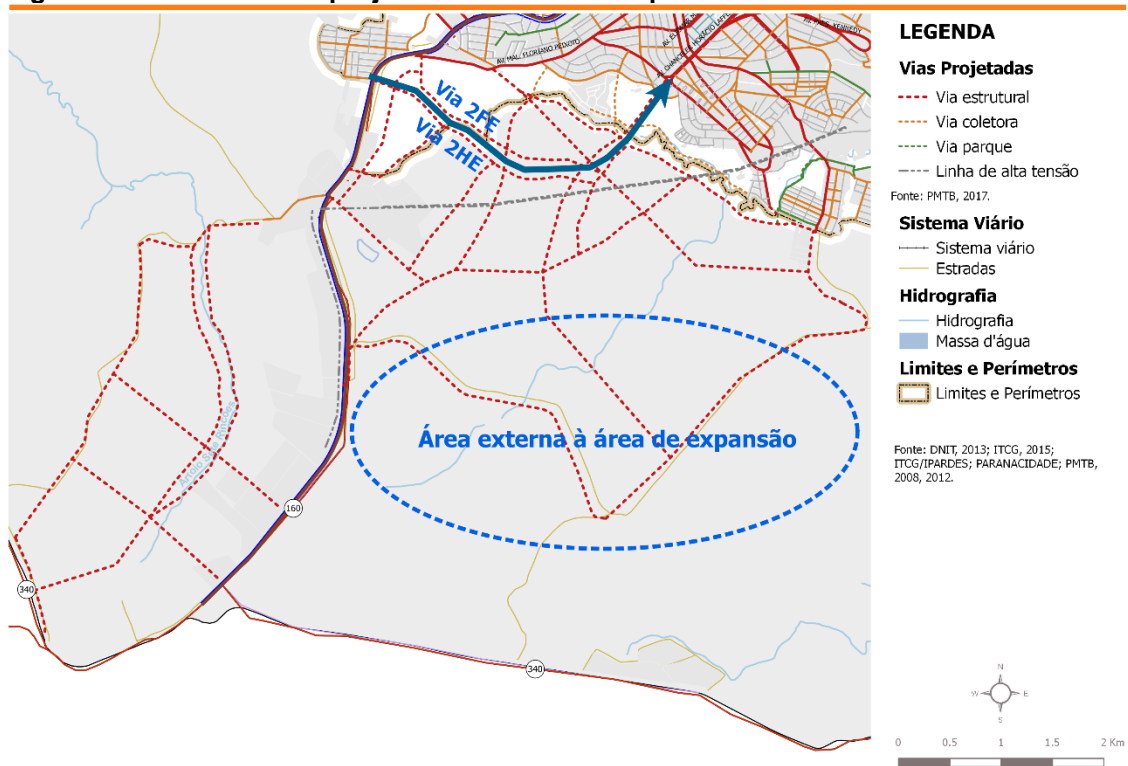 AV. MAL. FLORIANO PEIXOTO
Via 2FE
Via 2HE
Área externa à área de expansão
160
340
340
LEGENDA
Vias Projetadas
Via estrutural
Via coletora
Via parque
Linha de alta tensão
Fonte: PMTB, 2017.
Sistema Viário
Sistema viário
Estradas
Hidrografia
Hidrografia
Massa d'água
Limites e Perímetros
Limites e Perímetros
Fonte: DNIT, 2013; ITCG, 2015;
ITCG/IPARDES; PARANACIDADE; PMTB,
2008, 2012.
N
W E
S
0 0.5 1 1.5 2 Km